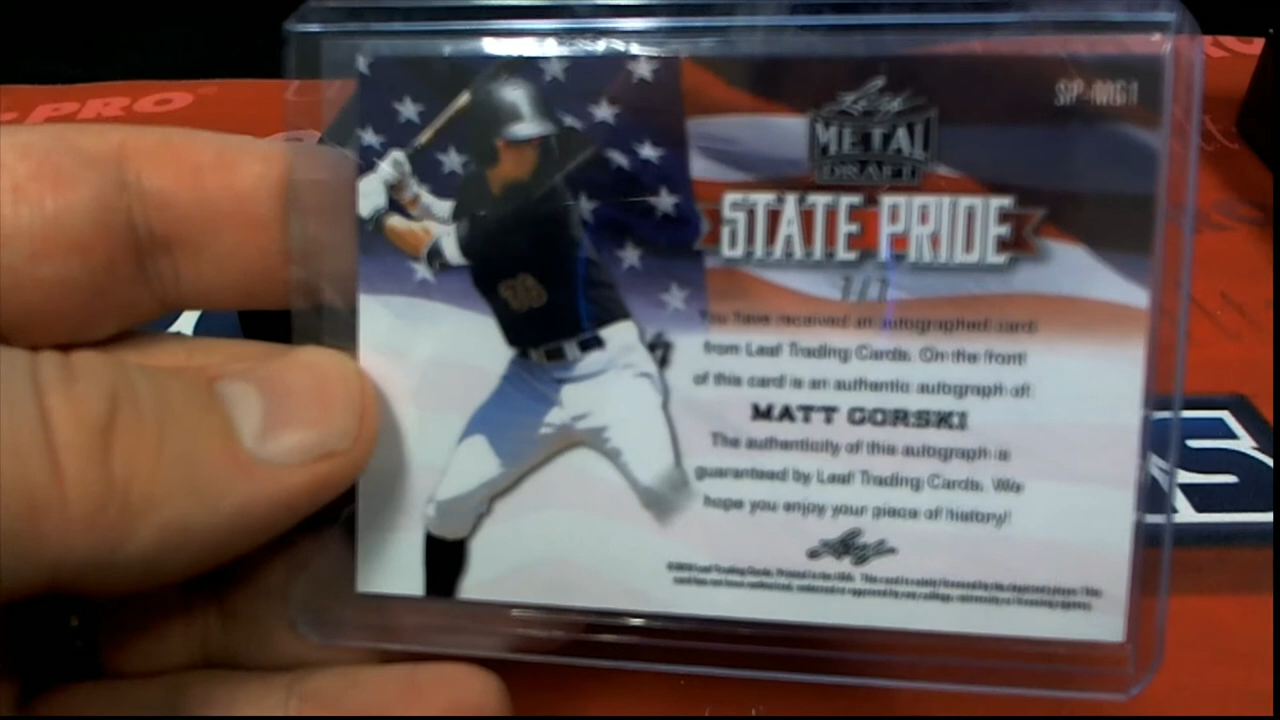 -PRO
SP-MG1
Leaf
METAL
DRAFT
STATE PRIDE
1/1
You have received an autographed card
from Leaf Trading Cards. On the front
of this card is an authentic autograph of:
MATT GORSKI
The authenticity of this autograph is
guaranteed by Leaf Trading Cards. We
hope you enjoy your piece of history!
Leaf